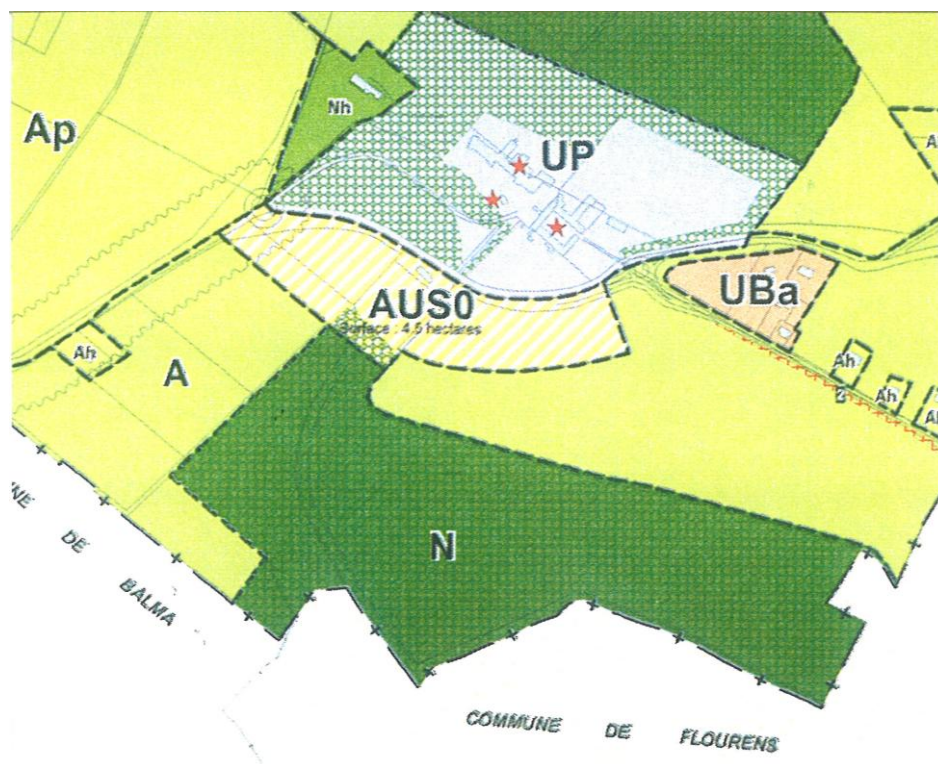 Nh
Ap
UP
UBa
AUS0
Surface : 4.5 hectares
Ah
A
Ah
Ah
N
DE
BALMA
COMMUNE DE FLOURENS